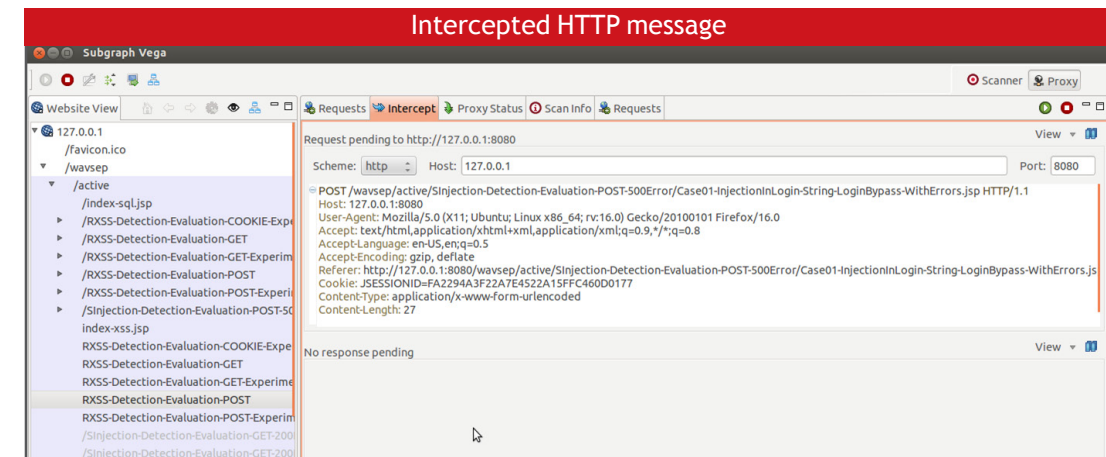 Intercepted HTTP message
Subgraph Vega
Scanner Proxy
Website View
Requests Intercept Proxy Status Scan Info Requests
127.0.0.1
/favicon.ico
/wavsep
/active
/index-sql.jsp
/RXSS-Detection-Evaluation-COOKIE-Expe
/RXSS-Detection-Evaluation-GET
/RXSS-Detection-Evaluation-GET-Experim
/RXSS-Detection-Evaluation-POST
/RXSS-Detection-Evaluation-POST-Experi
/SInjection-Detection-Evaluation-POST-50
index-xss.jsp
RXSS-Detection-Evaluation-COOKIE-Expe
RXSS-Detection-Evaluation-GET
RXSS-Detection-Evaluation-GET-Experime
RXSS-Detection-Evaluation-POST
RXSS-Detection-Evaluation-POST-Experim
/SInjection-Detection-Evaluation-GET-200
/SInjection-Detection-Evaluation-GET-200
Request pending to http://127.0.0.1:8080
View
Scheme: http Host: 127.0.0.1 Port: 8080
POST /wavsep/active/SInjection-Detection-Evaluation-POST-500Error/Case01-InjectionInLogin-String-LoginBypass-WithErrors.jsp HTTP/1.1
Host: 127.0.0.1:8080
User-Agent: Mozilla/5.0 (X11; Ubuntu; Linux x86_64; rv:16.0) Gecko/20100101 Firefox/16.0
Accept: text/html,application/xhtml+xml,application/xml;q=0.9,*/*;q=0.8
Accept-Language: en-US,en;q=0.5
Accept-Encoding: gzip, deflate
Referer: http://127.0.0.1:8080/wavsep/active/SInjection-Detection-Evaluation-POST-500Error/Case01-InjectionInLogin-String-LoginBypass-WithErrors.js
Cookie: JSESSIONID=FA2294A3F22A7E4522A15FFC460D0177
Content-Type: application/x-www-form-urlencoded
Content-Length: 27
No response pending
View